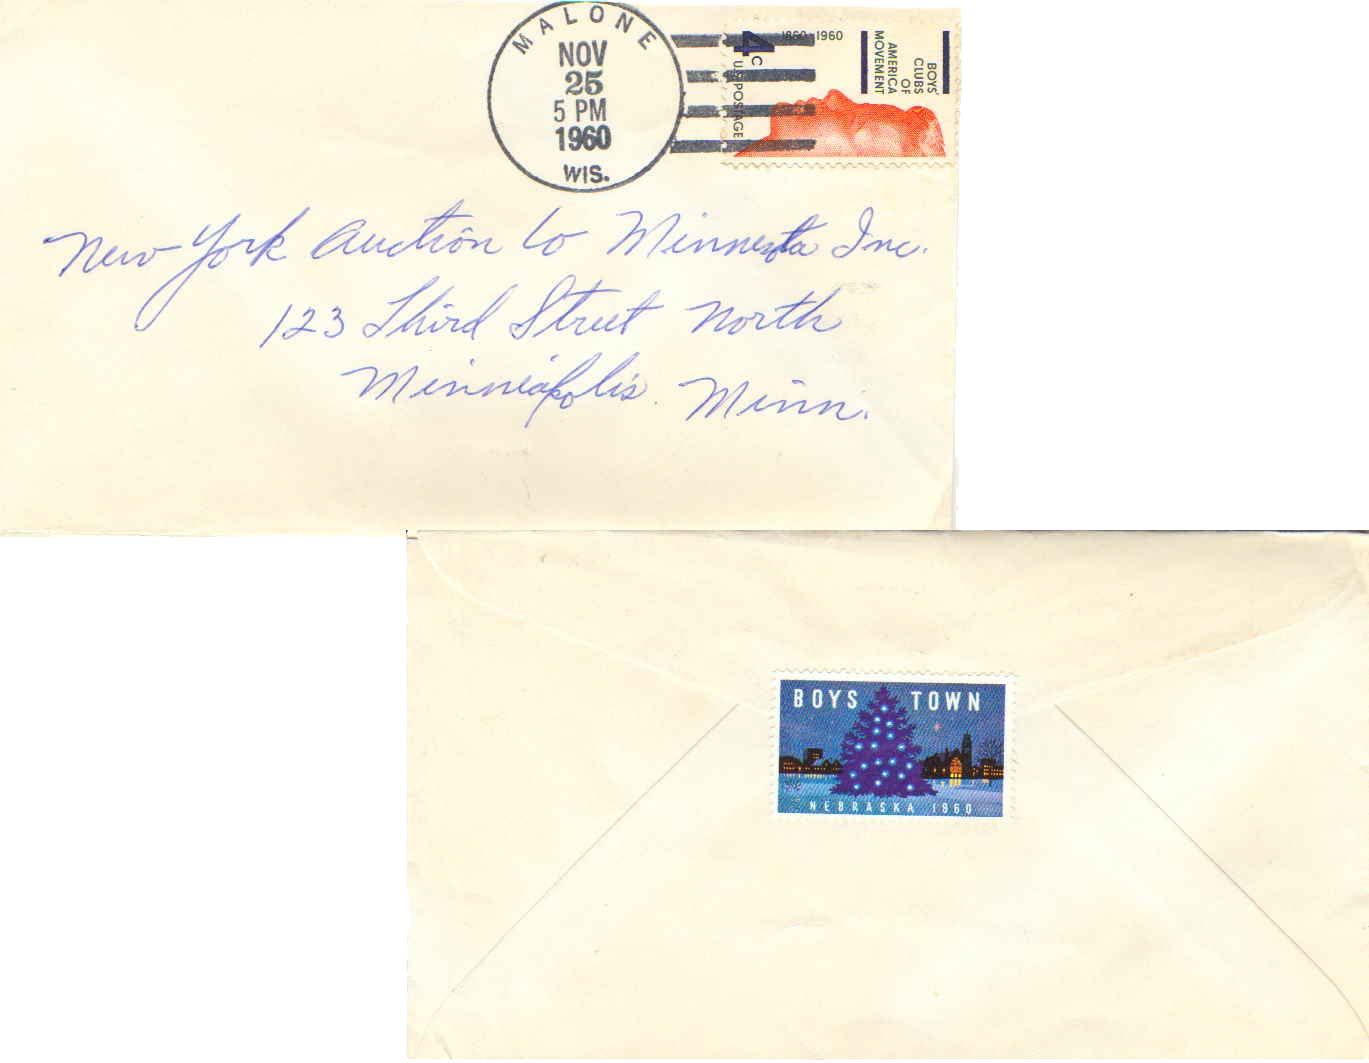 MALONE
NOV
25
5 PM
1960
WIS.
4c
U.S. POSTAGE
1860-1960
BOYS'
CLUBS
OF
AMERICA
MOVEMENT
New York Auction Co Minnesota Inc.
123 Third Street North
Minneapolis Minn.
BOYS TOWN
NEBRASKA 1960